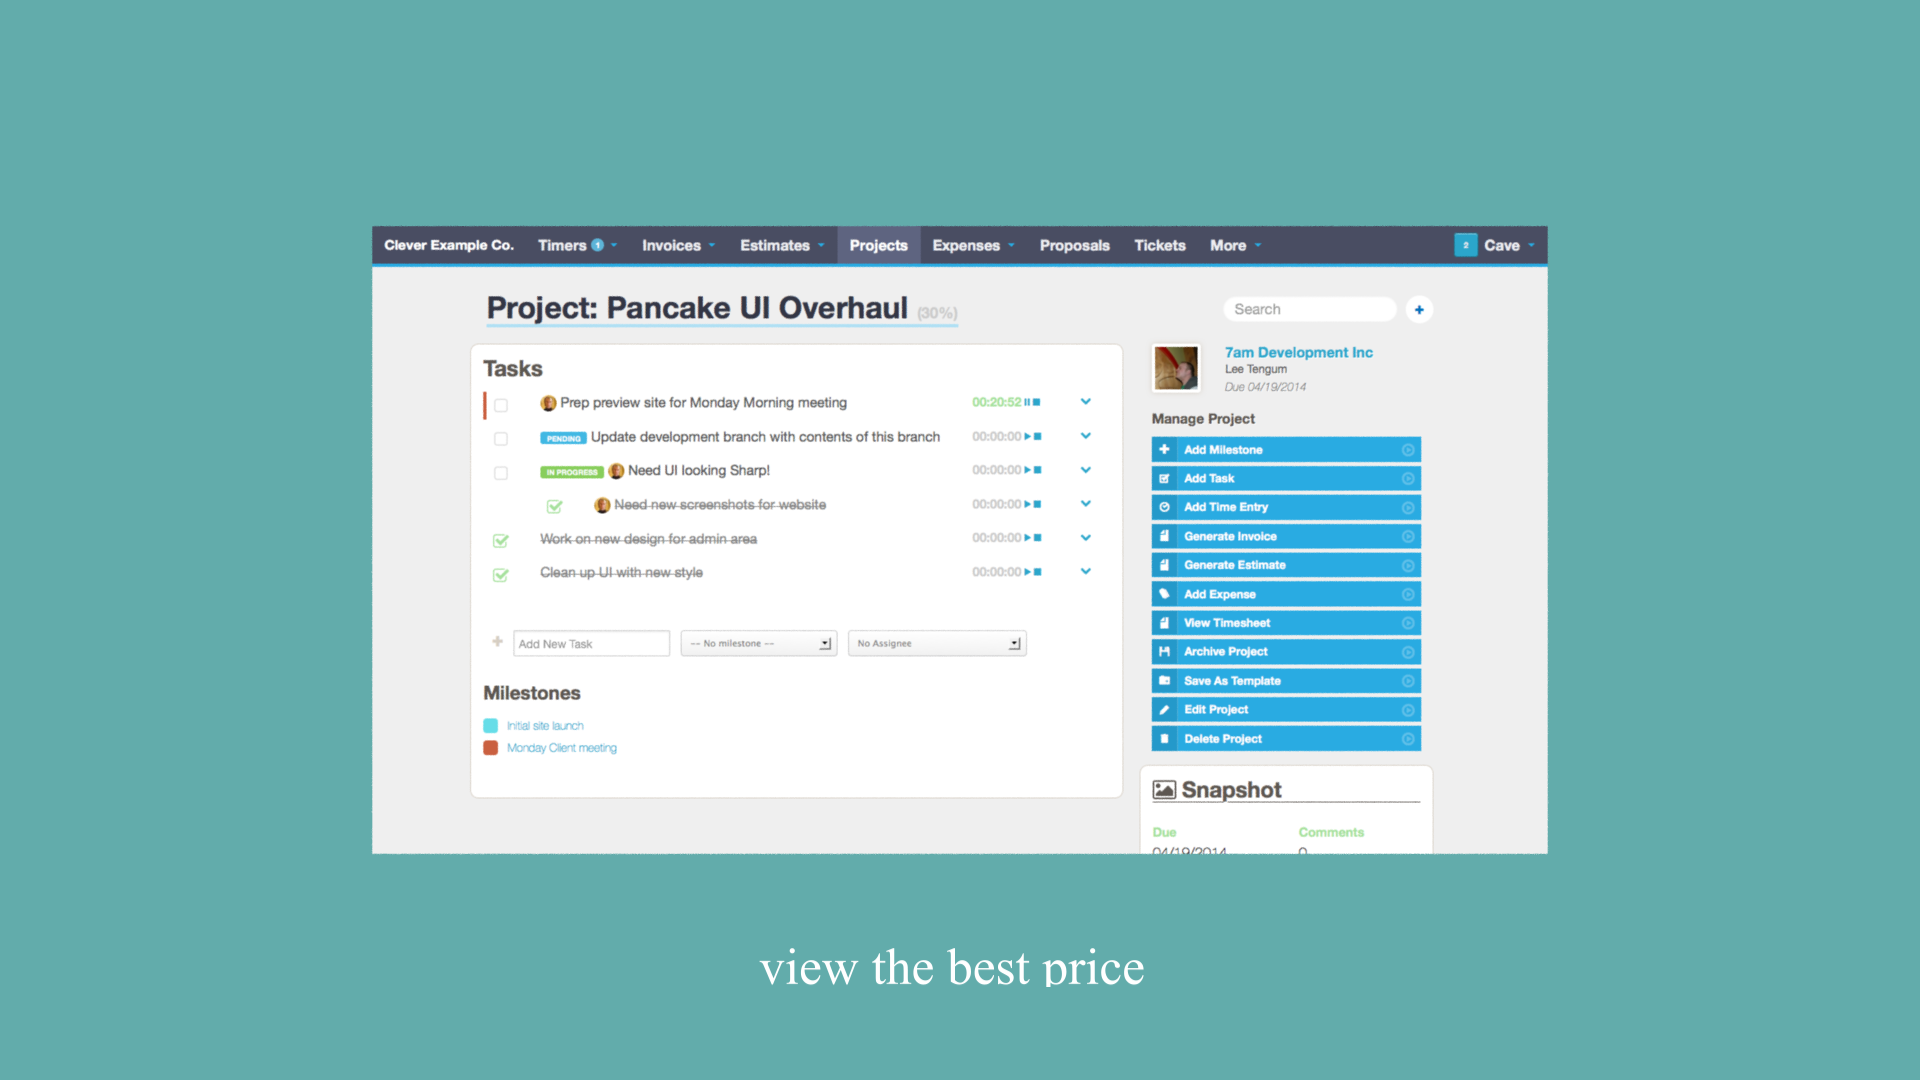 Clever Example Co. Timers 1 Invoices Estimates Projects Expenses Proposals Tickets More 2 Cave
Project: Pancake UI Overhaul (30%)
Search
Tasks
Prep preview site for Monday Morning meeting 00:20:52
PENDING Update development branch with contents of this branch 00:00:00
IN PROGRESS Need UI looking Sharp! 00:00:00
Need new screenshots for website 00:00:00
Work on new design for admin area 00:00:00
Clean up UI with new style 00:00:00
Add New Task -- No milestone -- No Assignee
Milestones
Initial site launch
Monday Client meeting
7am Development Inc
Lee Tengum
Due 04/19/2014
Manage Project
Add Milestone
Add Task
Add Time Entry
Generate Invoice
Generate Estimate
Add Expense
View Timesheet
Archive Project
Save As Template
Edit Project
Delete Project
Snapshot
Due Comments
04/19/2014 0
view the best price